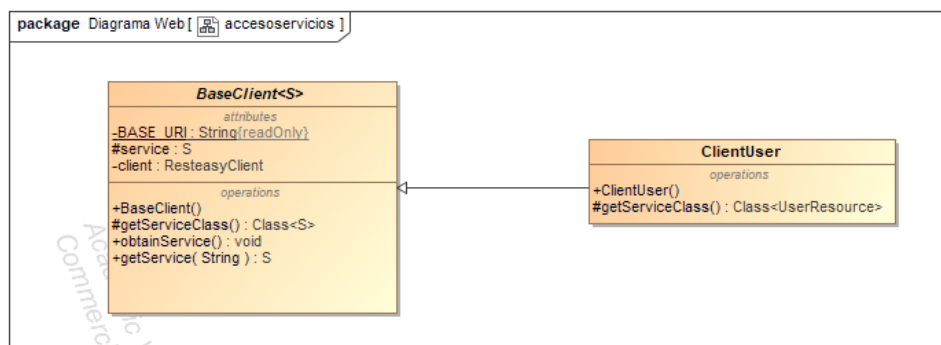 package Diagrama Web [ accesoservicios ]
BaseClient<S>
attributes
-BASE_URI : String{readOnly}
#service : S
-client : ResteasyClient
operations
+BaseClient()
#getServiceClass() : Class<S>
+obtainService() : void
+getService( String ) : S
ClientUser
operations
+ClientUser()
#getServiceClass() : Class<UserResource>